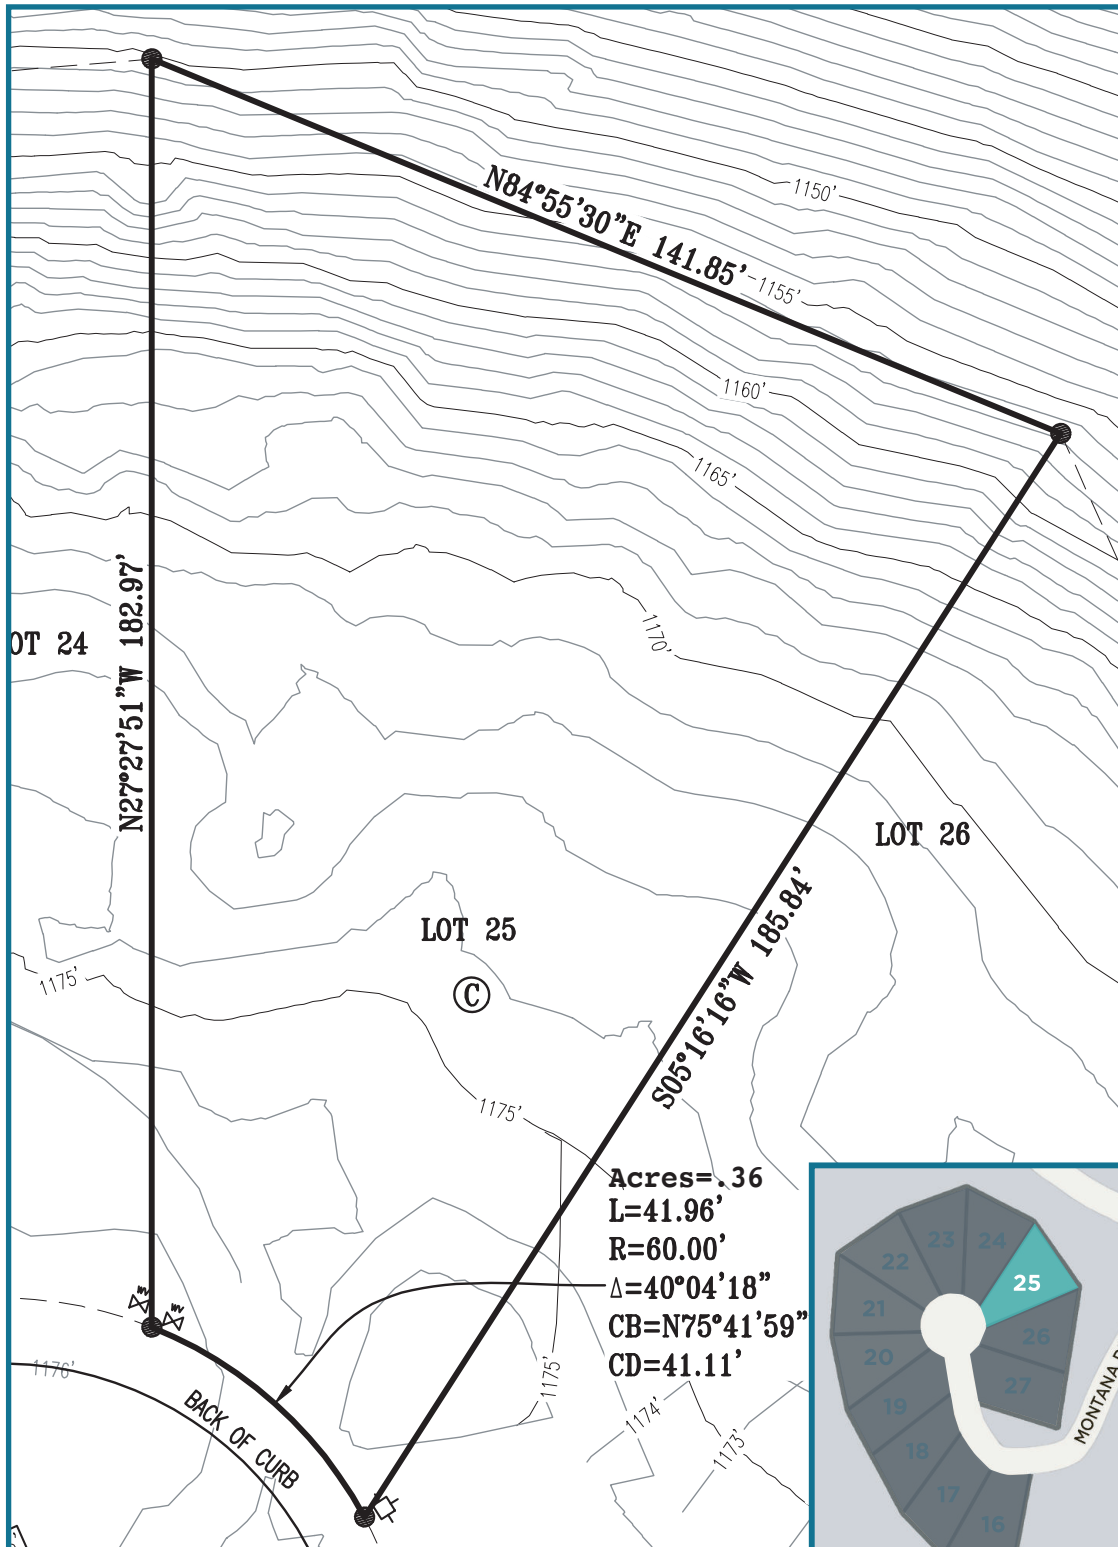 N84°55'30"E 141.85'
1150'
1155'
1160'
1165'
1170'
N27°27'51"W 182.97'
OT 24
LOT 26
LOT 25
©
S05°16'16"W 185.84'
1175'
1175'
Acres=.36
L=41.96'
R=60.00'
Δ=40°04'18"
CB=N75°41'59"
CD=41.11'
W
W
1176'
BACK OF CURB
1175'
1174'
1173'
23
24
22
25
21
26
20
27
19
18
17
16
MONTANA